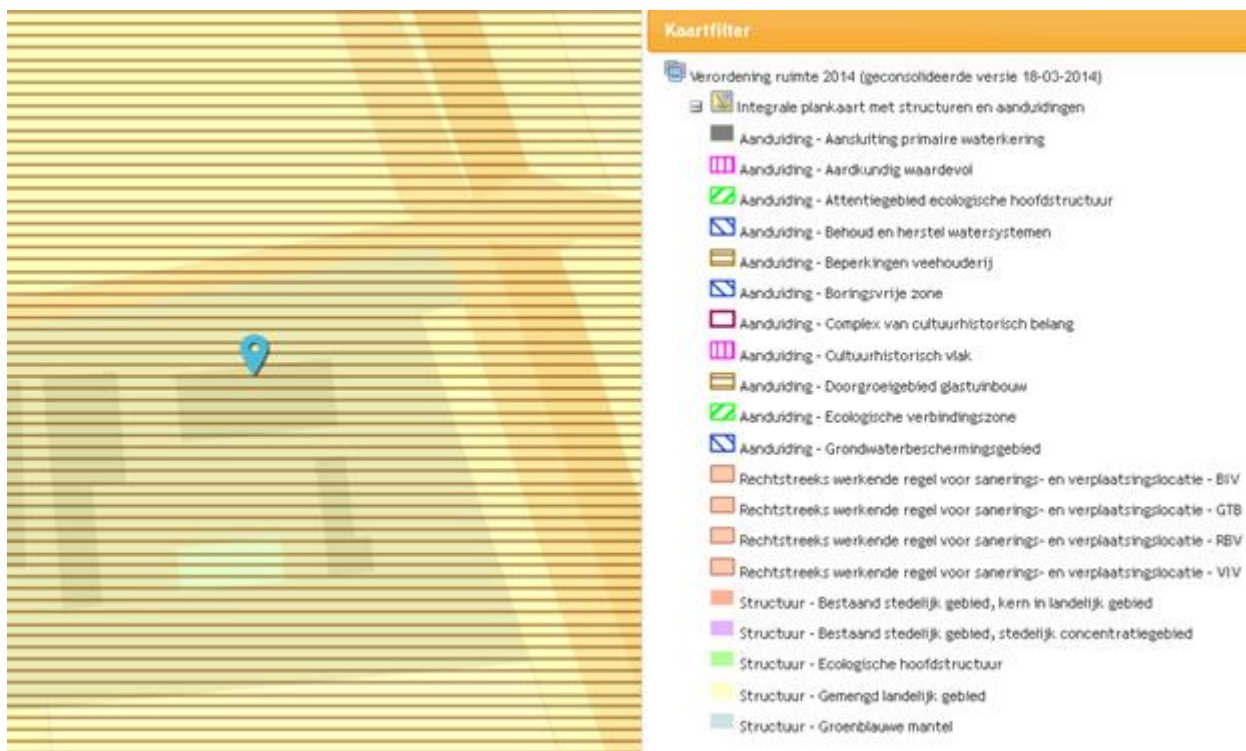 Kaartfilter
Verordening ruimte 2014 (geconsolideerde versie 18-03-2014)
Integrale plankaart met structuren en aanduidingen
Aanduiding - Aansluiting primaire waterkering
Aanduiding - Aardkundig waardevol
Aanduiding - Attentiegebied ecologische hoofdstructuur
Aanduiding - Behoud en herstel watersystemen
Aanduiding - Beperkingen veehouderij
Aanduiding - Boringsvrije zone
Aanduiding - Complex van cultuurhistorisch belang
Aanduiding - Cultuurhistorisch vlak
Aanduiding - Doorgroeigebied glastuinbouw
Aanduiding - Ecologische verbindingszone
Aanduiding - Grondwaterbeschermingsgebied
Rechtstreeks werkende regel voor sanerings- en verplaatsingslocatie - BIV
Rechtstreeks werkende regel voor sanerings- en verplaatsingslocatie - GTB
Rechtstreeks werkende regel voor sanerings- en verplaatsingslocatie - RBV
Rechtstreeks werkende regel voor sanerings- en verplaatsingslocatie - VIV
Structuur - Bestaand stedelijk gebied, kern in landelijk gebied
Structuur - Bestaand stedelijk gebied, stedelijk concentratiegebied
Structuur - Ecologische hoofdstructuur
Structuur - Gemengd landelijk gebied
Structuur - Groenblauwe mantel